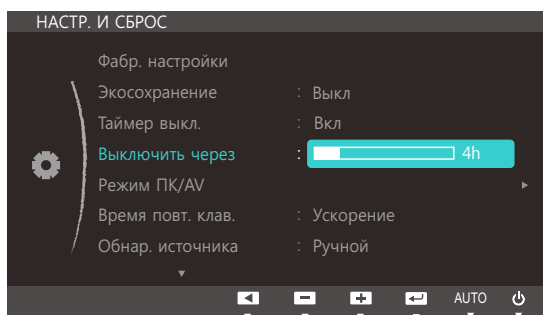 НАСТР. И СБРОС
Фабр. настройки
Экосохранение : Выкл
Таймер выкл. : Вкл
Выключить через : 4h
Режим ПК/AV
Время повт. клав. : Ускорение
Обнар. источника : Ручной
AUTO